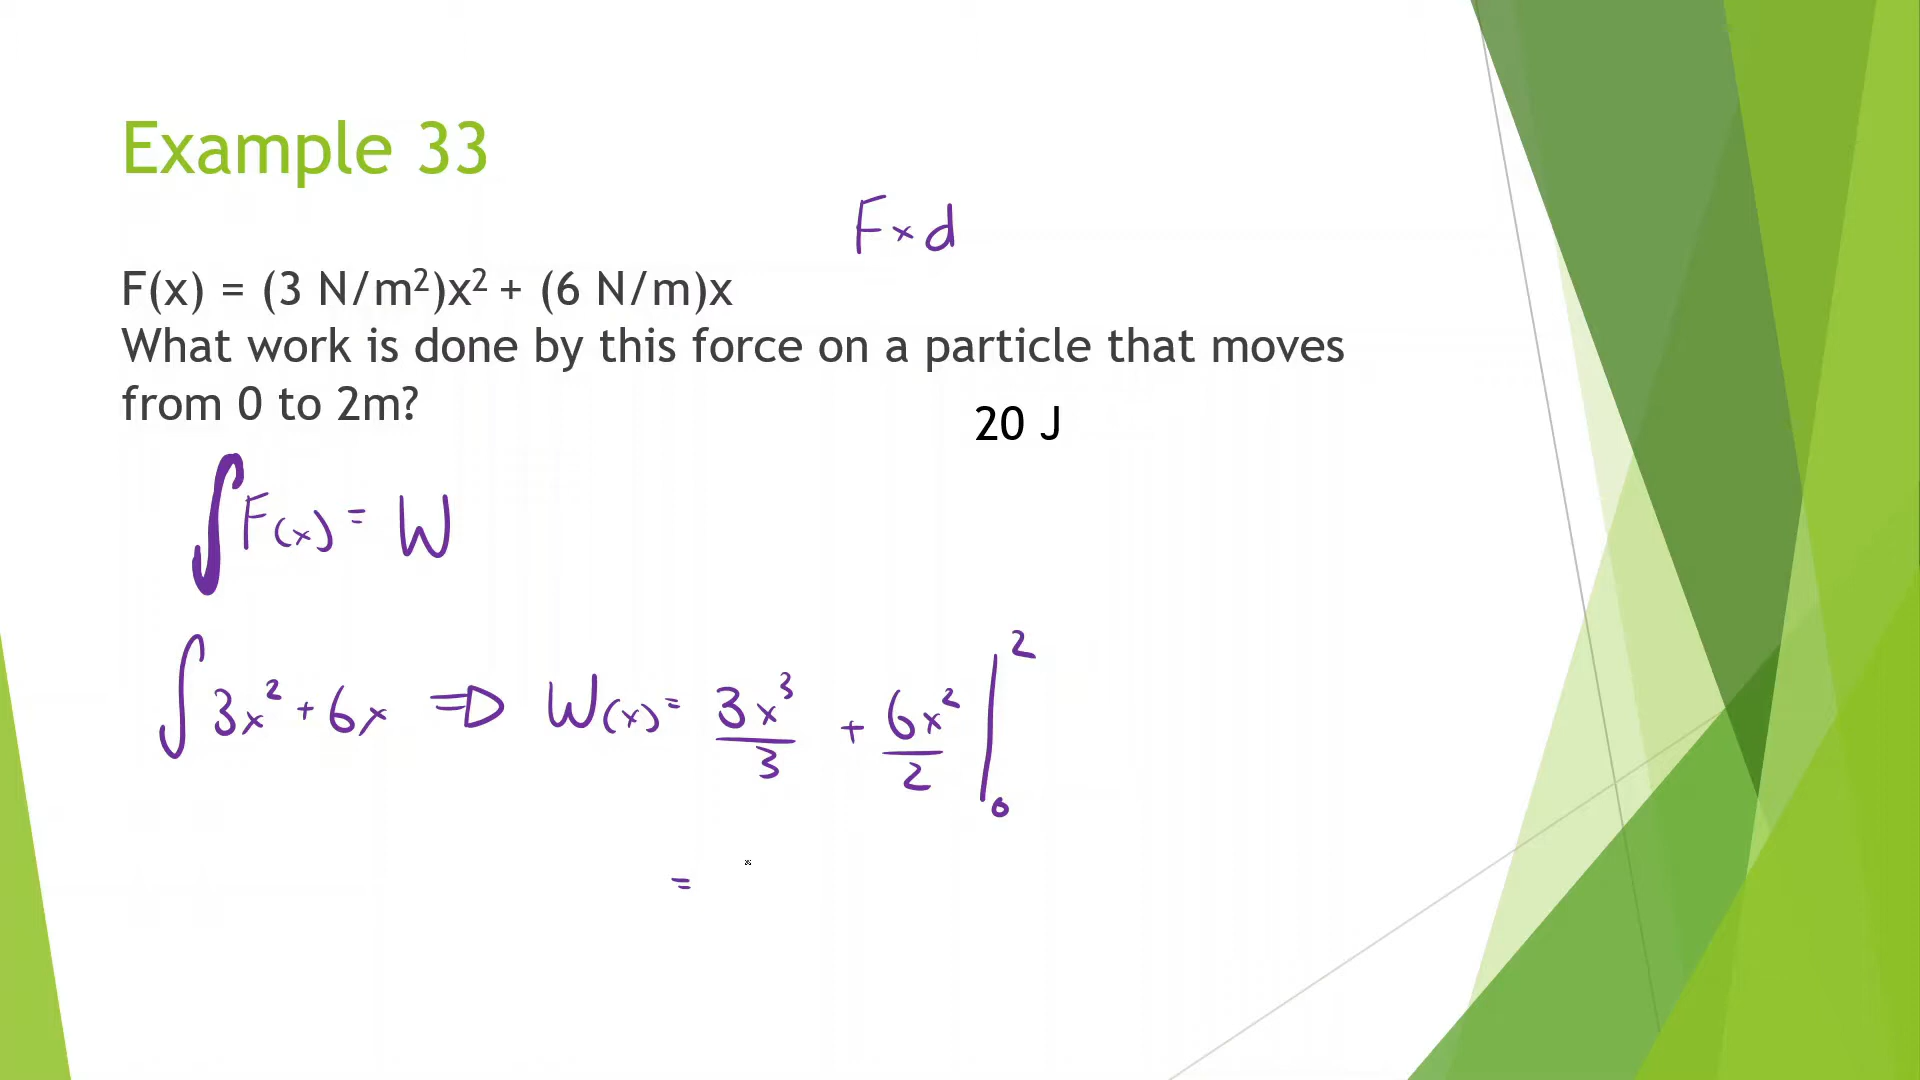 Example 33
F × d
F(x) = (3 N/m²)x² + (6 N/m)x
What work is done by this force on a particle that moves
from 0 to 2m?
20 J
∫F(x) = W
∫3x² + 6x ⇒ W(x) = 3x³/3 + 6x²/2 |₀²
=